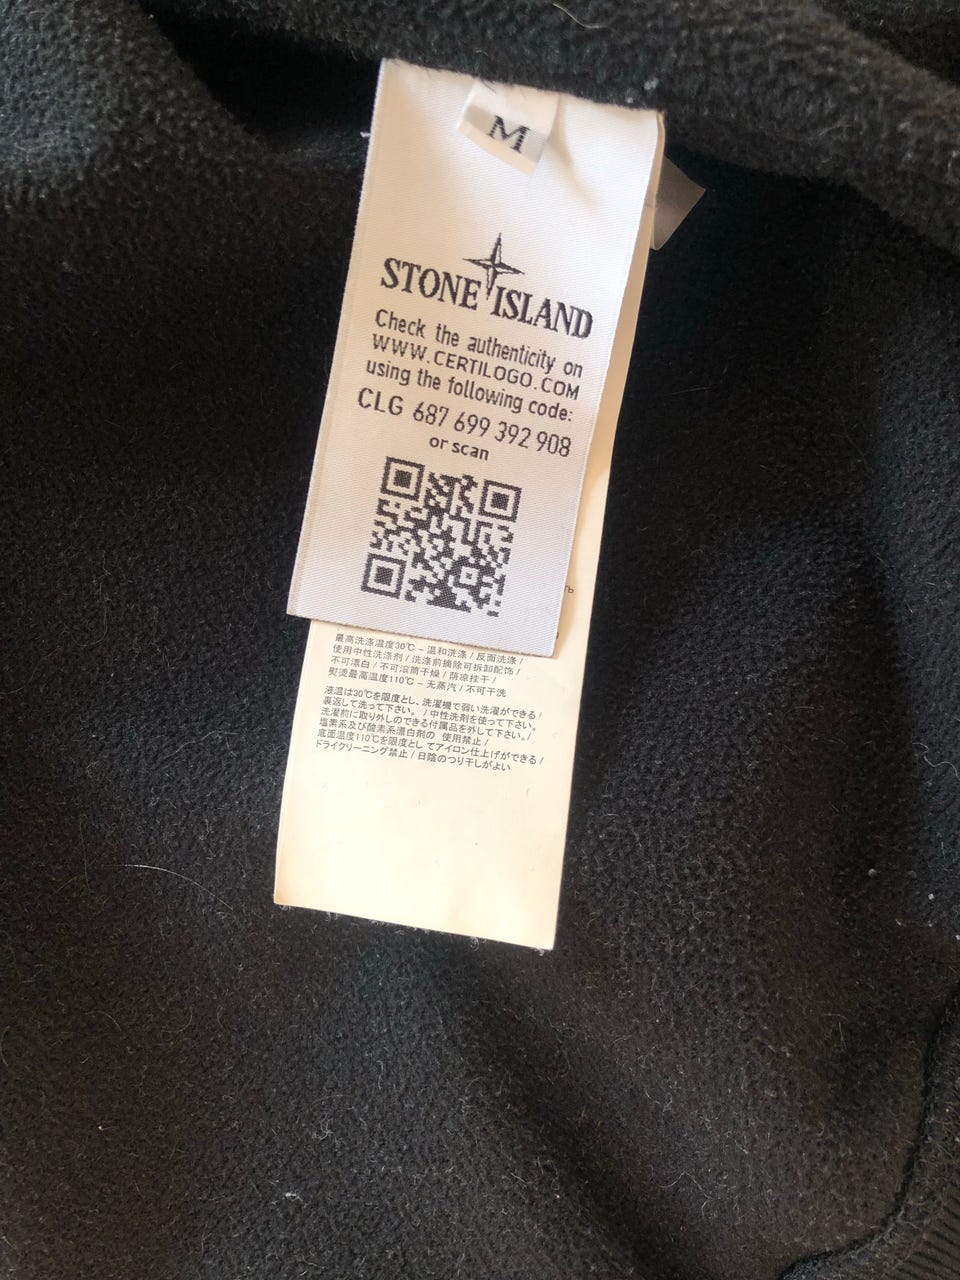 M
STONE ISLAND
Check the authenticity on
WWW.CERTILOGO.COM
using the following code:
CLG 687 699 392 908
or scan
ть
最高洗涤温度30℃ – 温和洗涤 / 反面洗涤 /
使用中性洗涤剂 / 洗涤前摘除可拆卸配饰 /
不可漂白 / 不可滚筒干燥 / 荫凉挂干 /
熨烫最高温度110℃ – 无蒸汽 / 不可干洗
液温は30℃を限度とし、洗濯機で弱い洗濯ができる /
裏返して洗って下さい。 / 中性洗剤を使って下さい。
洗濯前に取り外しのできる付属品を外して下さい。/
塩素系及び酸素系漂白剤の 使用禁止 /
底面温度110℃を限度とし てアイロン仕上げができる /
ドライクリーニング禁止 / 日陰のつり干しがよい